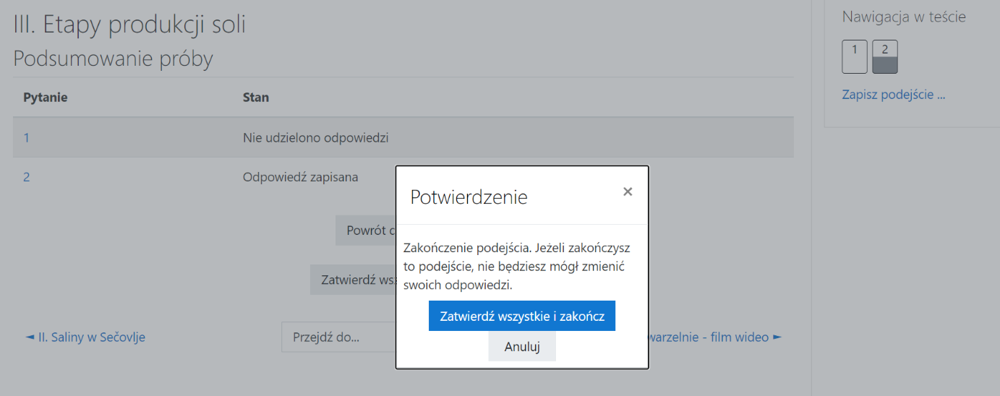 III. Etapy produkcji soli
Podsumowanie próby
Pytanie Stan
1 Nie udzielono odpowiedzi
2 Odpowiedź zapisana
Powrót
Zatwierdź
◄ II. Saliny w Sečovlje
Przejdź do...
warzelnie - film wideo ►
Potwierdzenie
×
Zakończenie podejścia. Jeżeli zakończysz
to podejście, nie będziesz mógł zmienić
swoich odpowiedzi.
Zatwierdź wszystkie i zakończ
Anuluj
Nawigacja w teście
1 2
Zapisz podejście ...